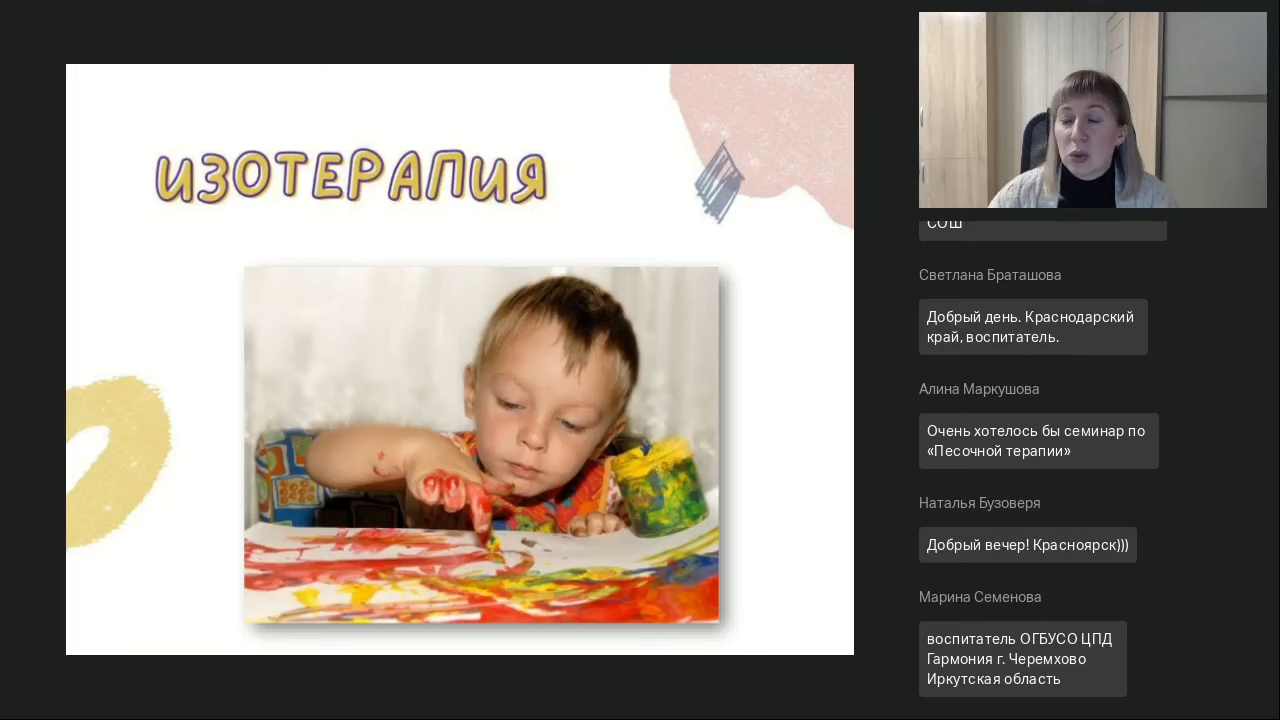 ИЗОТЕРАПИЯ
СОШ
Светлана Браташова
Добрый день. Краснодарский
край, воспитатель.
Алина Маркушова
Очень хотелось бы семинар по
«Песочной терапии»
Наталья Бузоверя
Добрый вечер! Красноярск)))
Марина Семенова
воспитатель ОГБУСО ЦПД
Гармония г. Черемхово
Иркутская область